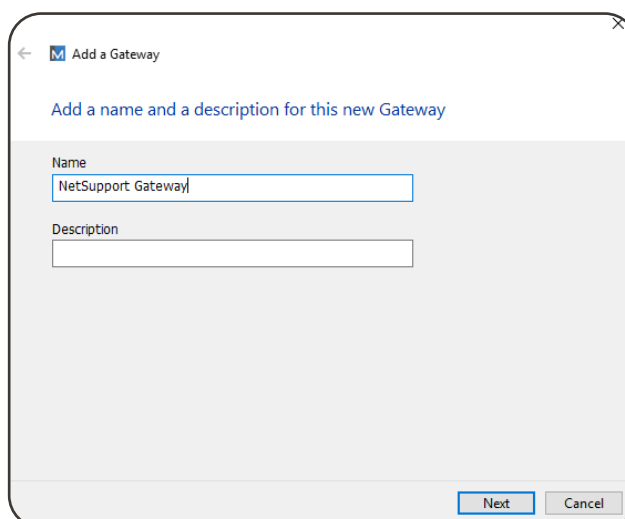 Add a Gateway
Add a name and a description for this new Gateway
Name
NetSupport Gateway
Description
Next
Cancel